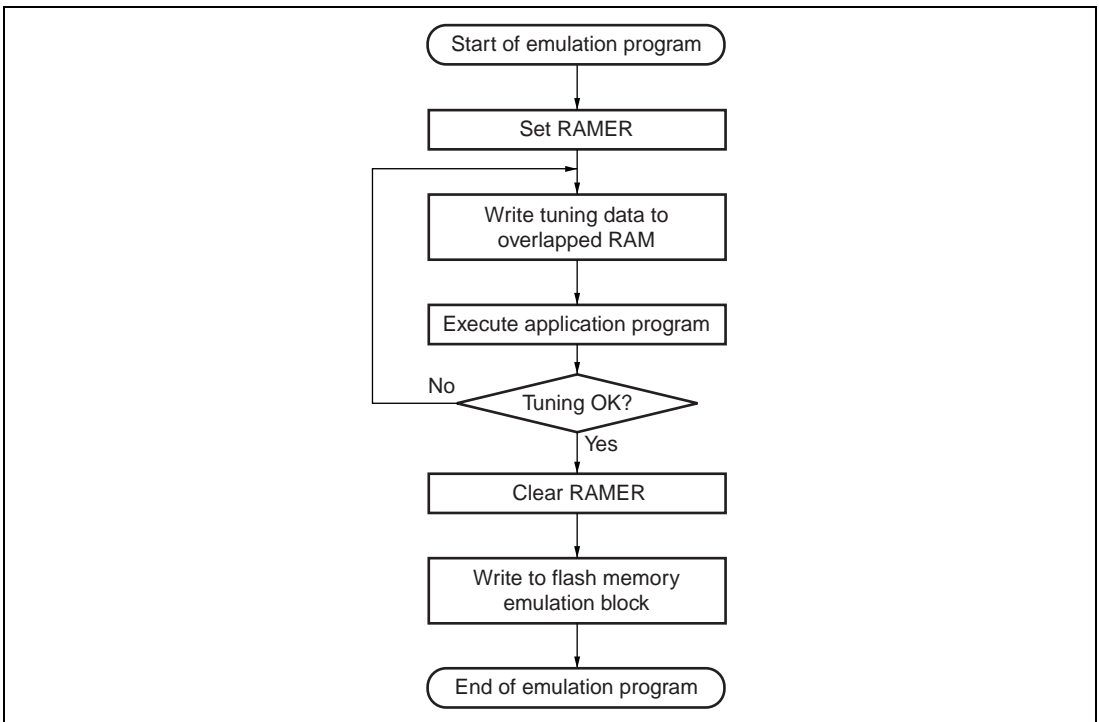 Start of emulation program
Set RAMER
Write tuning data to
overlapped RAM
Execute application program
No
Tuning OK?
Yes
Clear RAMER
Write to flash memory
emulation block
End of emulation program